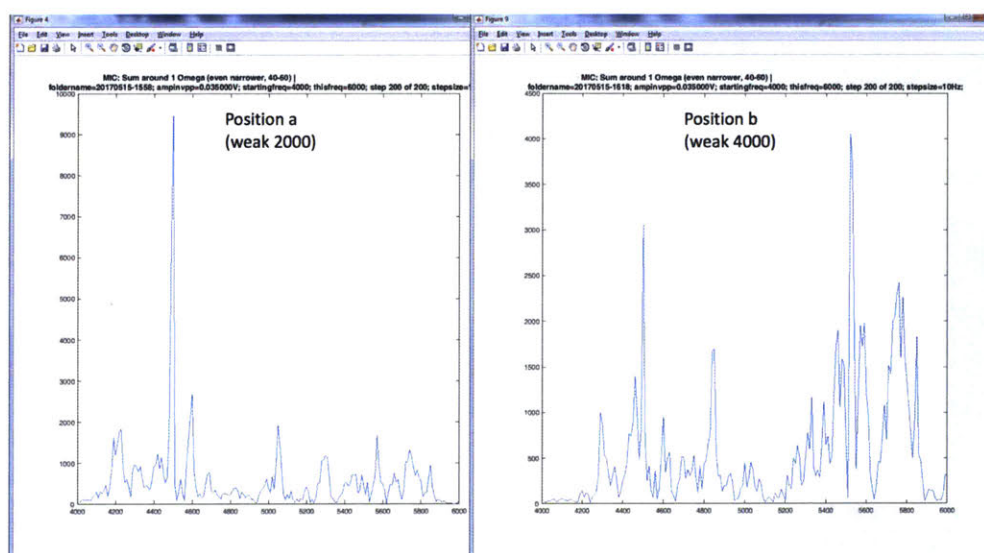 Figure 4
File Edit View Insert Tools Desktop Window Help
MIC: Sum around 1 Omega (even narrower, 40-60) |
foldername=20170515-1558; ampinvpp=0.035000V; startingfreq=4000; thisfreq=6000; step 200 of 200; stepsize=
Position a
(weak 2000)
10000
9000
8000
7000
6000
5000
4000
3000
2000
1000
0
4000 4200 4400 4600 4800 5000 5200 5400 5600 5800 6000
Figure 9
File Edit View Insert Tools Desktop Window Help
MIC: Sum around 1 Omega (even narrower, 40-60) |
foldername=20170515-1618; ampinvpp=0.035000V; startingfreq=4000; thisfreq=6000; step 200 of 200; stepsize=10Hz;
Position b
(weak 4000)
4500
4000
3500
3000
2500
2000
1500
1000
500
0
4000 4200 4400 4600 4800 5000 5200 5400 5600 5800 6000